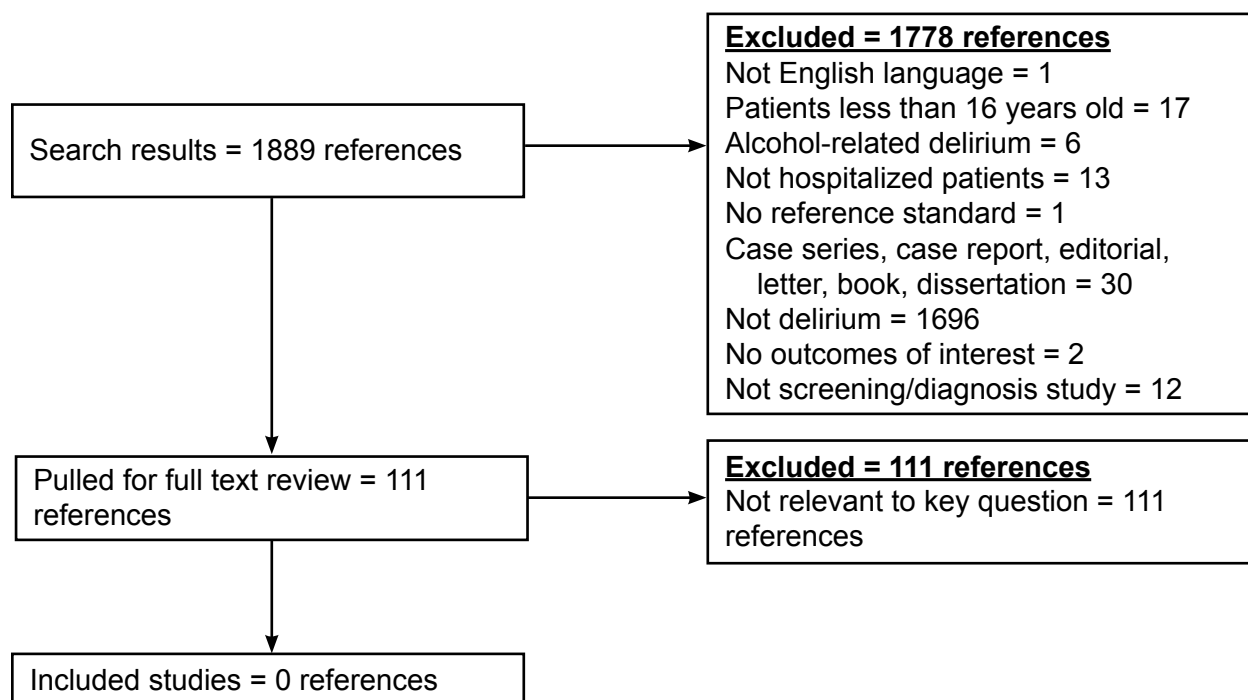 Search results = 1889 references
Excluded = 1778 references
Not English language = 1
Patients less than 16 years old = 17
Alcohol-related delirium = 6
Not hospitalized patients = 13
No reference standard = 1
Case series, case report, editorial,
letter, book, dissertation = 30
Not delirium = 1696
No outcomes of interest = 2
Not screening/diagnosis study = 12
Pulled for full text review = 111
references
Excluded = 111 references
Not relevant to key question = 111
references
Included studies = 0 references